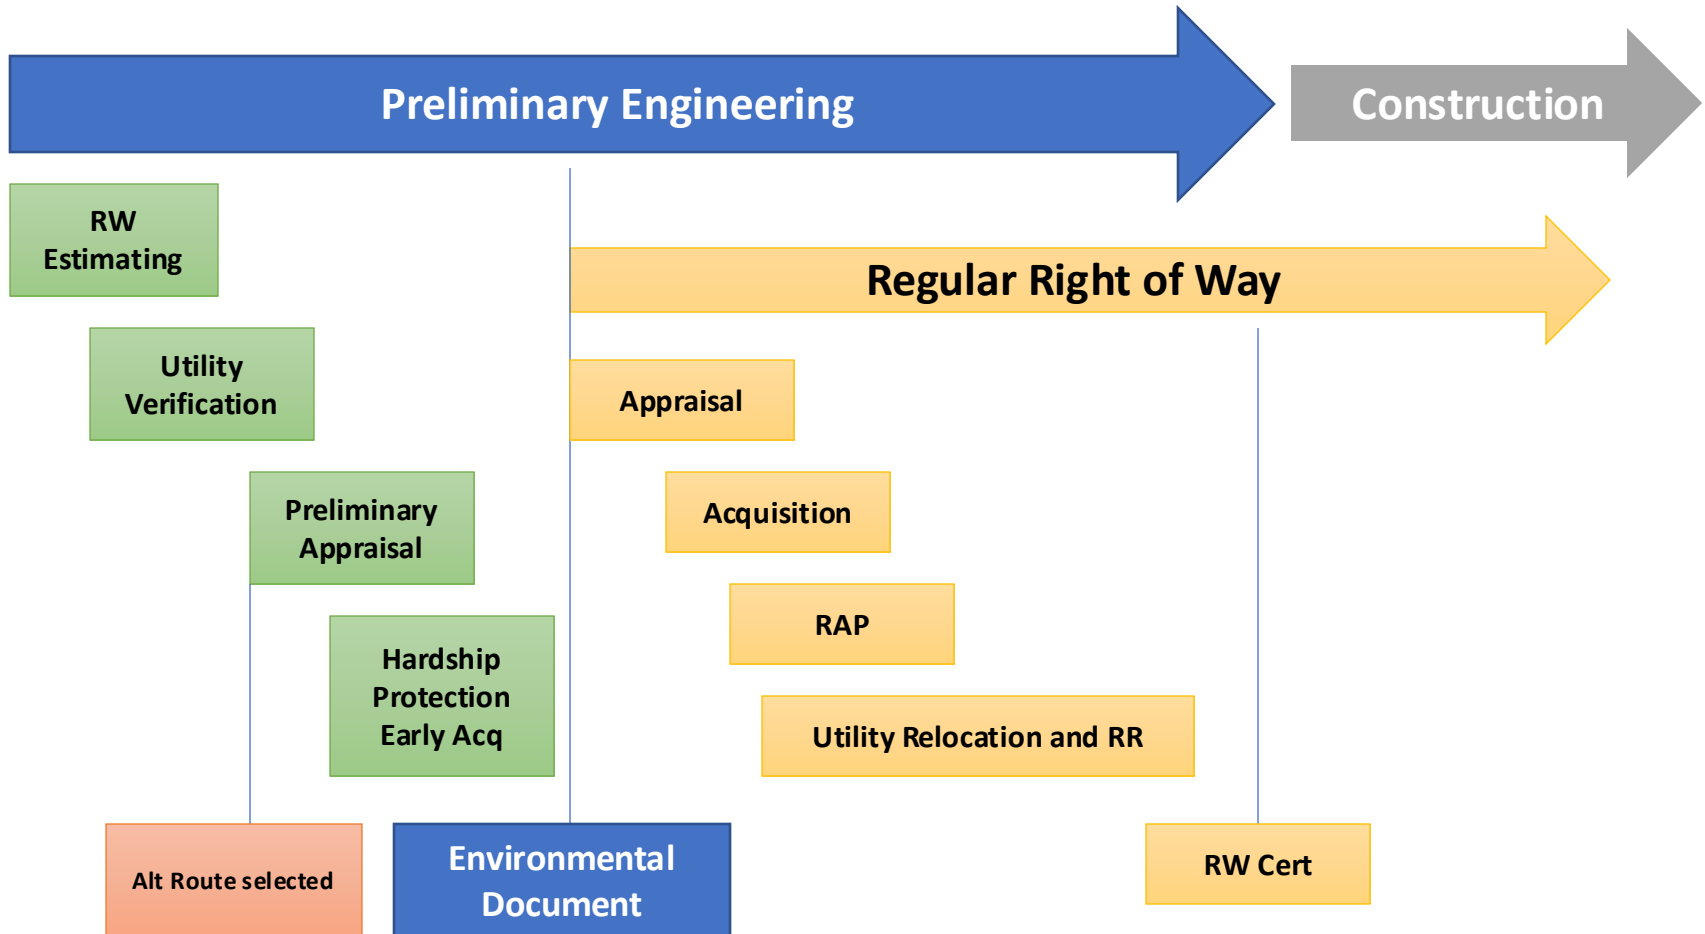 Preliminary Engineering
Construction
RW
Estimating
Regular Right of Way
Utility
Verification
Appraisal
Preliminary
Appraisal
Acquisition
RAP
Hardship
Protection
Early Acq
Utility Relocation and RR
Alt Route selected
Environmental
Document
RW Cert